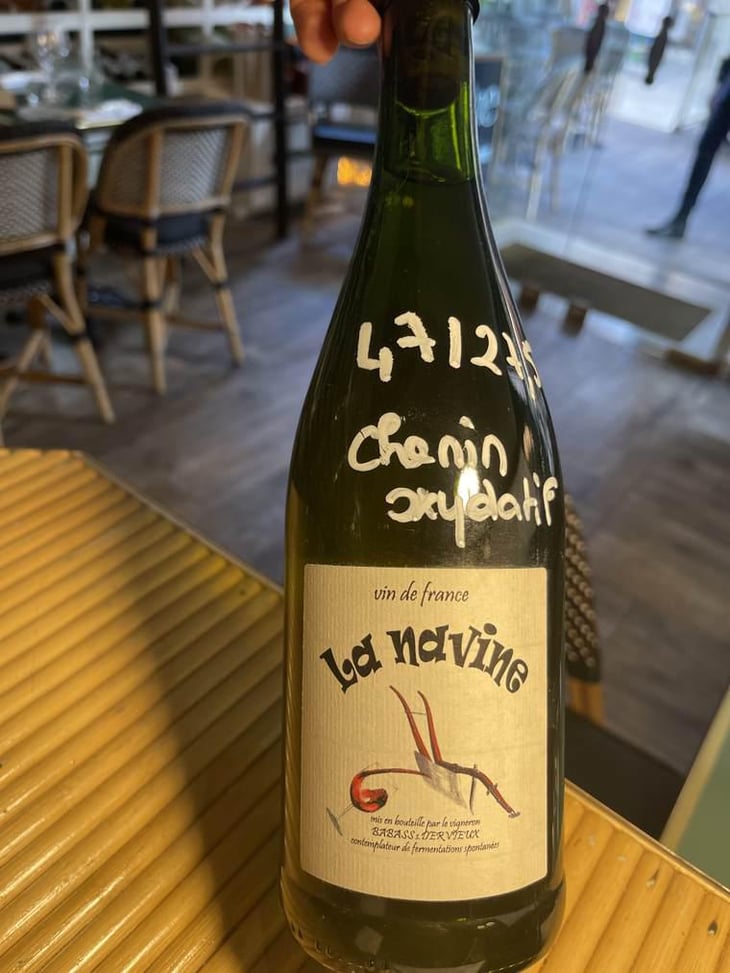 471275
Chenin
oxydatif
vin de france
La navine
mis en bouteille par le vigneron
BABASS & DERVIEUX
contemplateur de fermentations spontanées